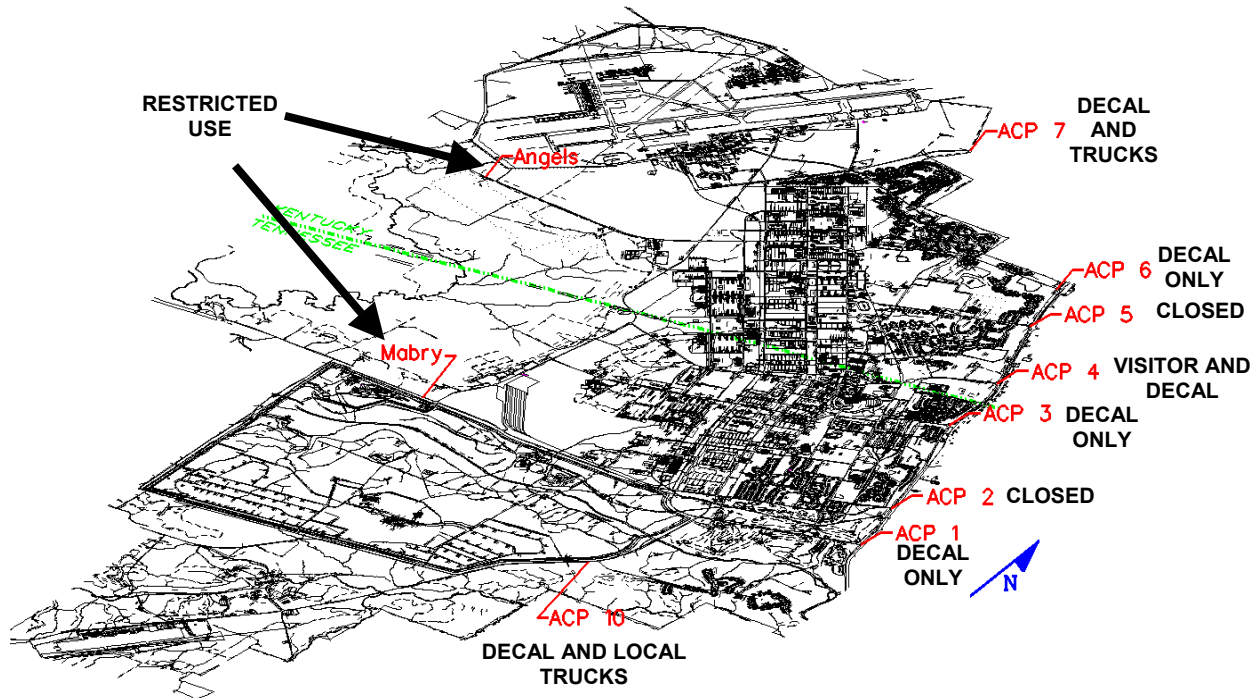 RESTRICTED
USE
Angels
ACP 7
DECAL
AND
TRUCKS
KENTUCKY
TENNESSEE
ACP 6
DECAL
ONLY
ACP 5
CLOSED
Mabry
ACP 4
VISITOR AND
DECAL
ACP 3
DECAL
ONLY
ACP 2
CLOSED
ACP 1
DECAL
ONLY
N
ACP 10
DECAL AND LOCAL
TRUCKS